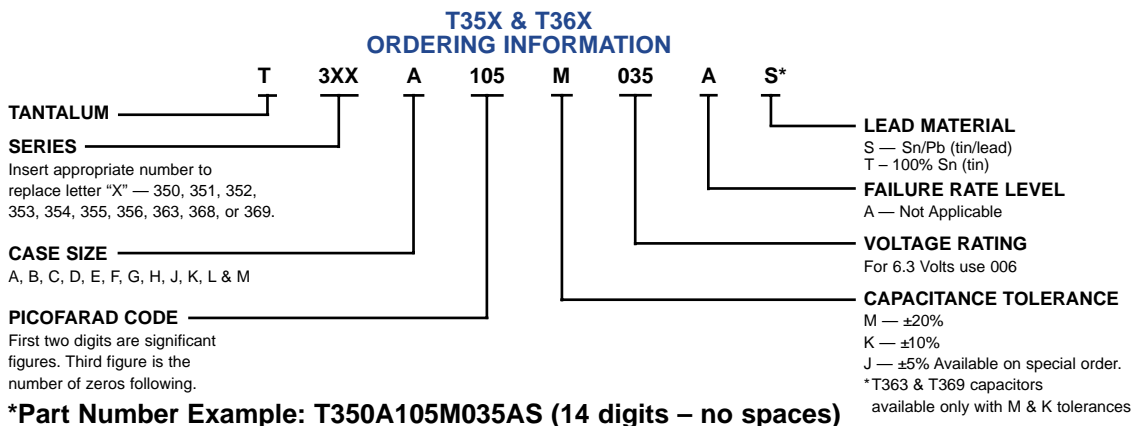 T35X & T36X
ORDERING INFORMATION
T 3XX A 105 M 035 A S*
TANTALUM
SERIES
Insert appropriate number to
replace letter “X” — 350, 351, 352,
353, 354, 355, 356, 363, 368, or 369.
CASE SIZE
A, B, C, D, E, F, G, H, J, K, L & M
PICOFARAD CODE
First two digits are significant
figures. Third figure is the
number of zeros following.
LEAD MATERIAL
S — Sn/Pb (tin/lead)
T – 100% Sn (tin)
FAILURE RATE LEVEL
A — Not Applicable
VOLTAGE RATING
For 6.3 Volts use 006
CAPACITANCE TOLERANCE
M — ±20%
K — ±10%
J — ±5% Available on special order.
*T363 & T369 capacitors
available only with M & K tolerances
*Part Number Example: T350A105M035AS (14 digits – no spaces)